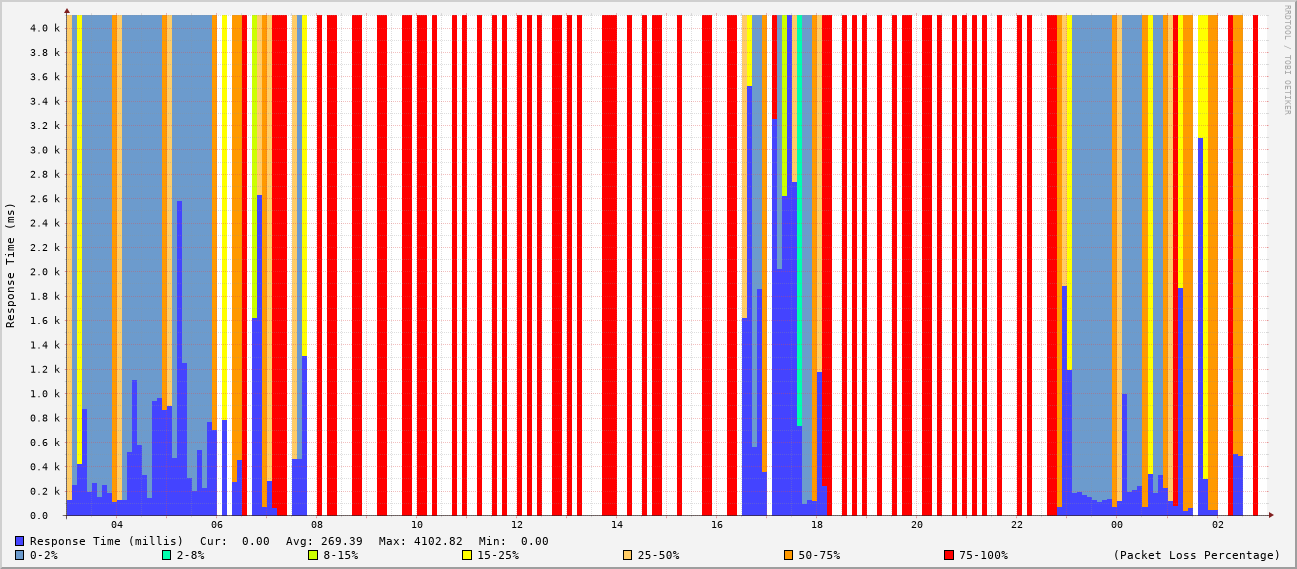 4.0 k
3.8 k
3.6 k
3.4 k
3.2 k
3.0 k
2.8 k
2.6 k
2.4 k
2.2 k
2.0 k
1.8 k
1.6 k
1.4 k
1.2 k
1.0 k
0.8 k
0.6 k
0.4 k
0.2 k
0.0
Response Time (ms)
RRDTOOL / TOBI OETIKER
04 06 08 10 12 14 16 18 20 22 00 02
Response Time (millis) Cur: 0.00 Avg: 269.39 Max: 4102.82 Min: 0.00
0-2% 2-8% 8-15% 15-25% 25-50% 50-75% 75-100% (Packet Loss Percentage)